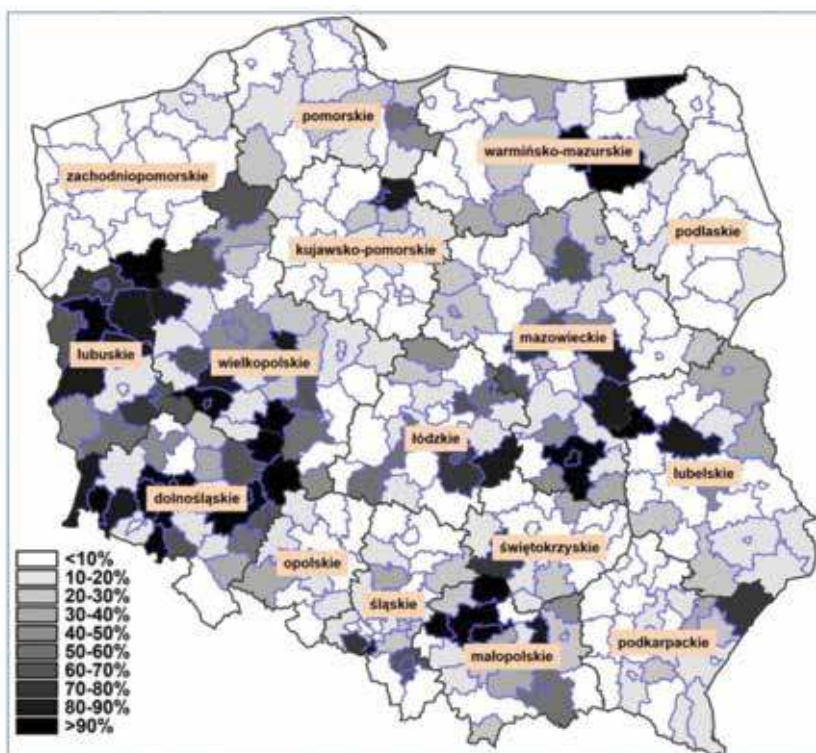 pomorskie
warmińsko-mazurskie
zachodniopomorskie
podlaskie
kujawsko-pomorskie
mazowieckie
lubuskie
wielkopolskie
łódzkie
lubelskie
dolnośląskie
świętokrzyskie
opolskie
śląskie
podkarpackie
małopolskie
<10%
10-20%
20-30%
30-40%
40-50%
50-60%
60-70%
70-80%
80-90%
>90%